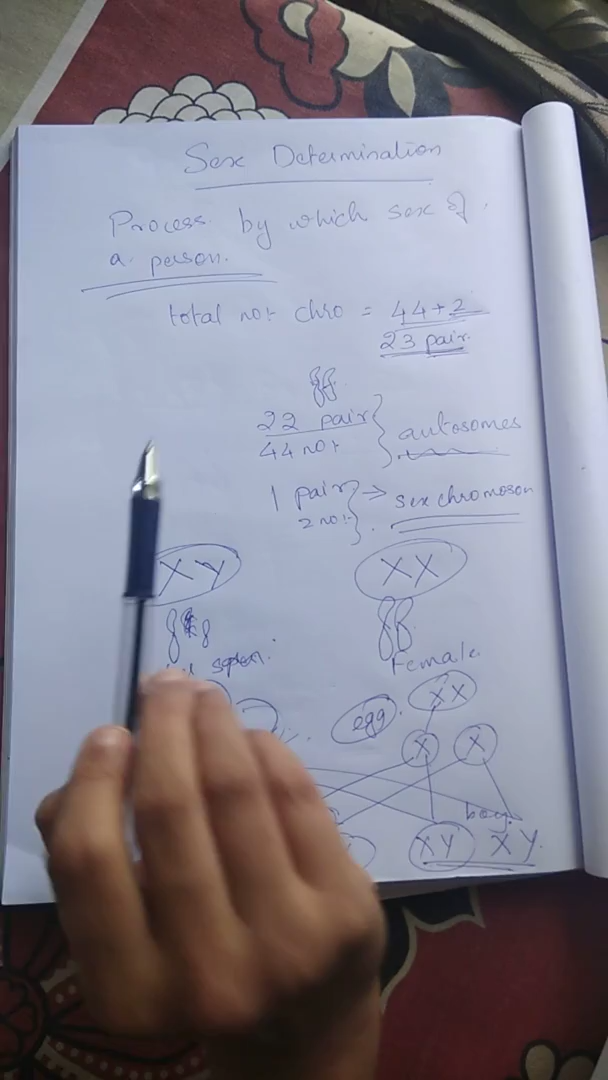 Sex Determination
Process by which sex of
a person.
total no:- chro = 44+2
23 pair
22 pair
44 no:-
autosomes
1 pair
2 no:-
→ sex chromoson
XY XX
Female
egg. XX
X X
boy
XY XY